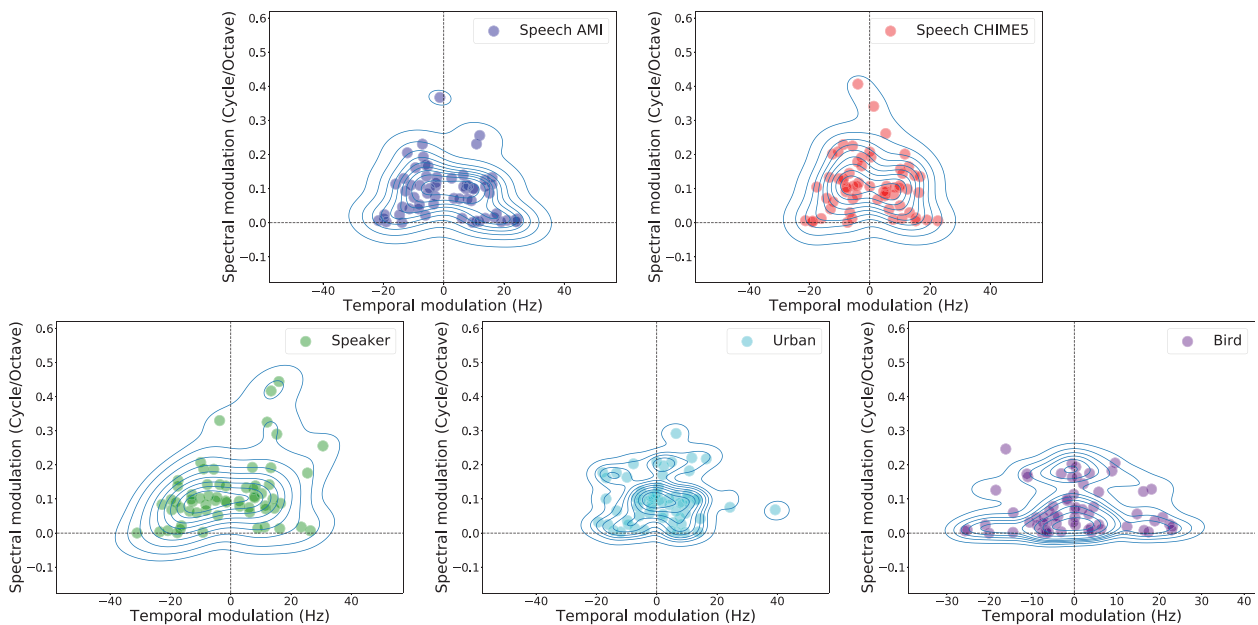 Speech AMI
Spectral modulation (Cycle/Octave)
0.6
0.5
0.4
0.3
0.2
0.1
0.0
−0.1
−40 −20 0 20 40
Temporal modulation (Hz)
Speech CHIME5
Spectral modulation (Cycle/Octave)
0.6
0.5
0.4
0.3
0.2
0.1
0.0
−0.1
−40 −20 0 20 40
Temporal modulation (Hz)
Speaker
Spectral modulation (Cycle/Octave)
0.6
0.5
0.4
0.3
0.2
0.1
0.0
−0.1
−40 −20 0 20 40
Temporal modulation (Hz)
Urban
Spectral modulation (Cycle/Octave)
0.6
0.5
0.4
0.3
0.2
0.1
0.0
−0.1
−40 −20 0 20 40
Temporal modulation (Hz)
Bird
Spectral modulation (Cycle/Octave)
0.6
0.5
0.4
0.3
0.2
0.1
0.0
−0.1
−30 −20 −10 0 10 20 30 40
Temporal modulation (Hz)